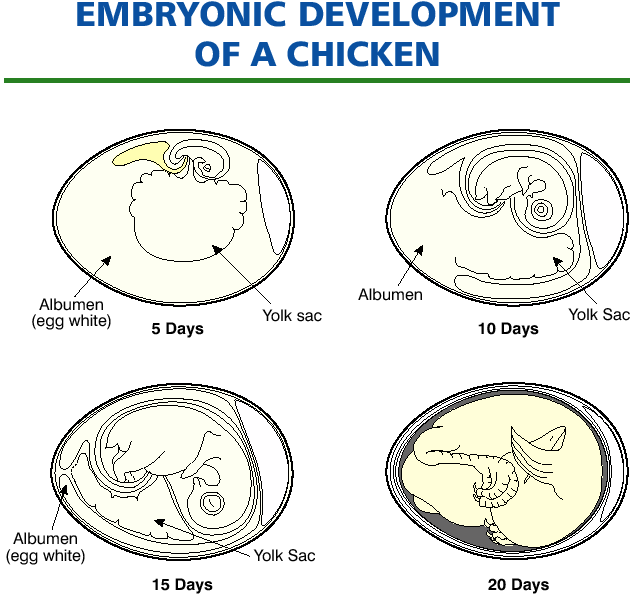 EMBRYONIC DEVELOPMENT
OF A CHICKEN
Albumen
(egg white)
Yolk sac
5 Days
Albumen
Yolk Sac
10 Days
Albumen
(egg white)
Yolk Sac
15 Days
20 Days